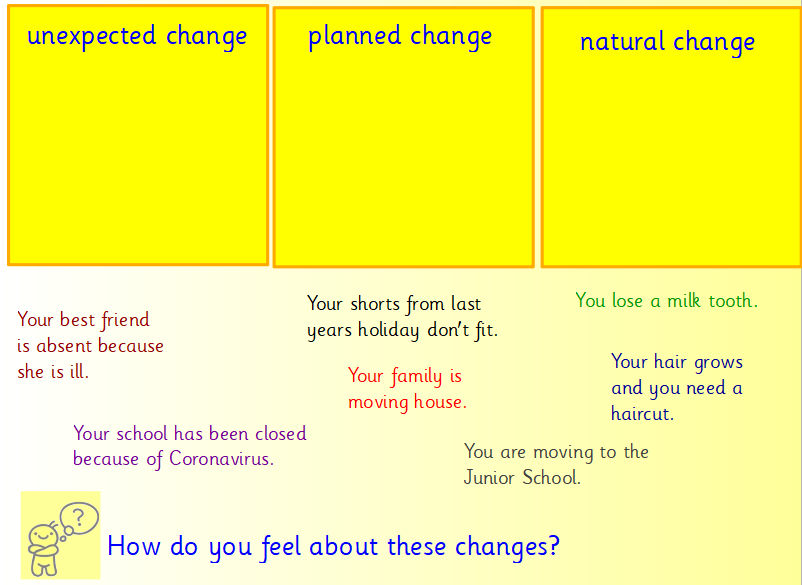 unexpected change
planned change
natural change
Your best friend
is absent because
she is ill.
Your shorts from last
years holiday don't fit.
You lose a milk tooth.
Your family is
moving house.
Your hair grows
and you need a
haircut.
Your school has been closed
because of Coronavirus.
You are moving to the
Junior School.
?
How do you feel about these changes?